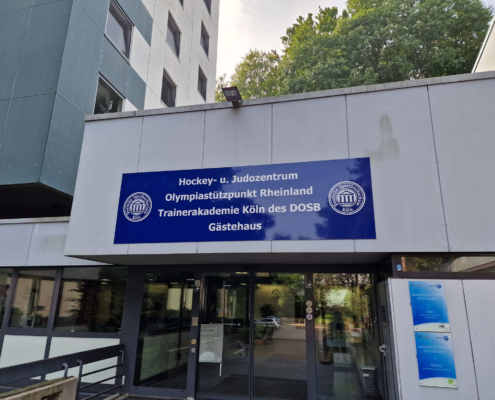 Hockey- u. Judozentrum
Olympiastützpunkt Rheinland
Trainerakademie Köln des DOSB
Gästehaus